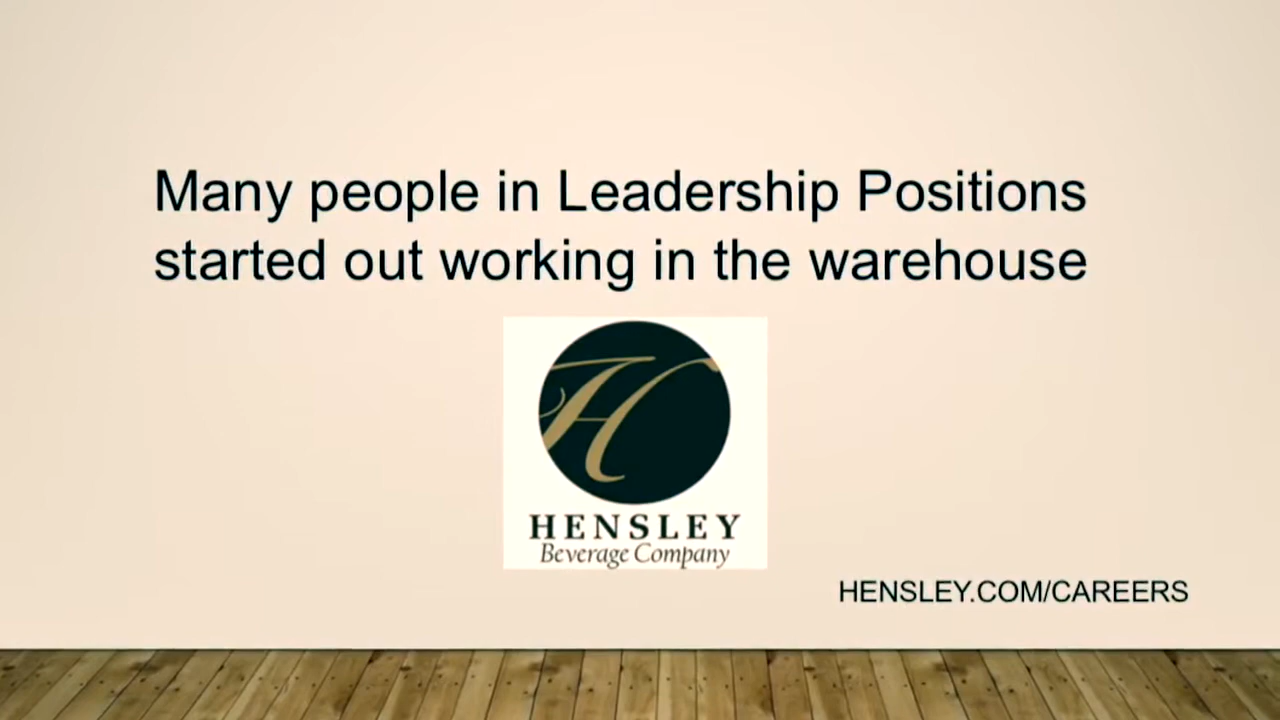 Many people in Leadership Positions
started out working in the warehouse
HENSLEY
Beverage Company
HENSLEY.COM/CAREERS